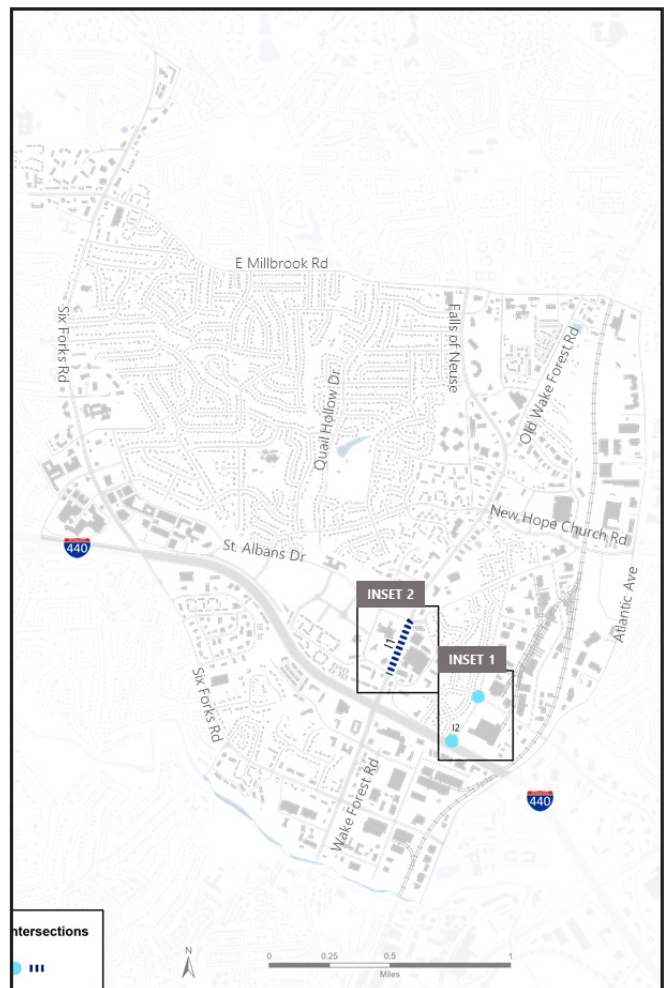 E Millbrook Rd
Six Forks Rd
Falls of Neuse
Old Wake Forest Rd
Quail Hollow Dr
New Hope Church Rd
440
St. Albans Dr
Atlantic Ave
INSET 2
I1
INSET 1
I2
Six Forks Rd
Wake Forest Rd
440
ntersections
N
0 0.25 0.5 1
Miles